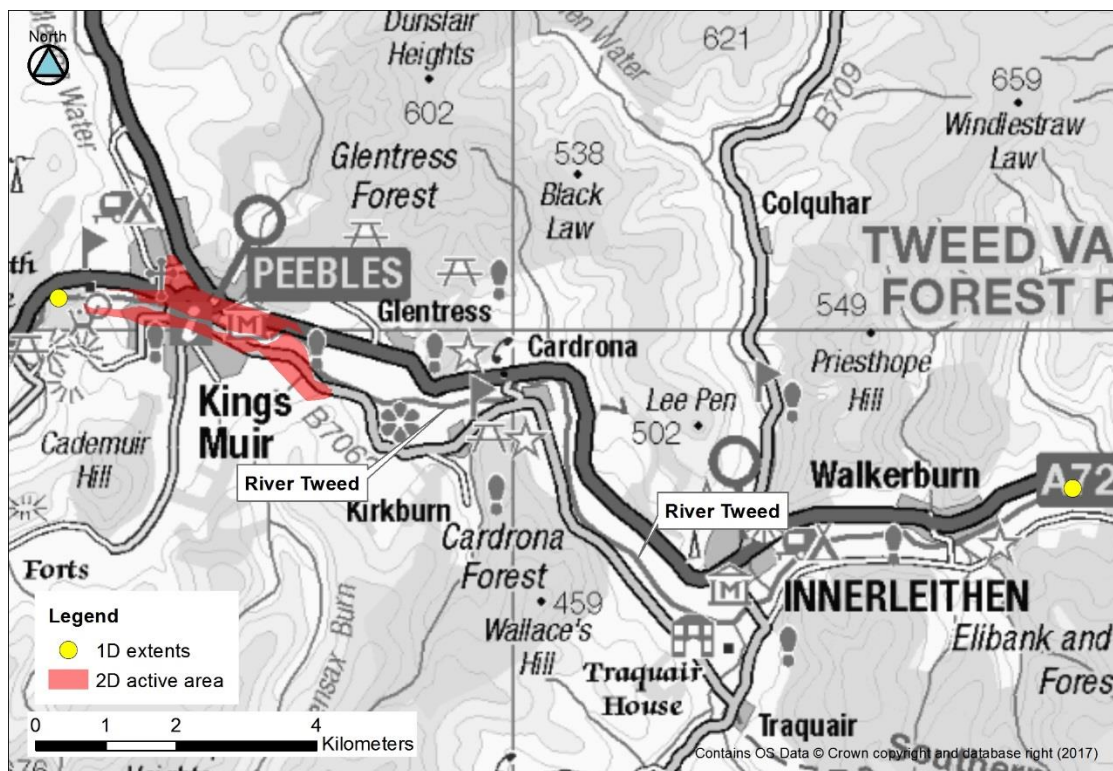 North
Dunslair
Heights
602
Glentress
Forest
538
Black
Law
621
B709
659
Windlestraw
Law
Colquhar
TWEED VA
FOREST P
PEEBLES
Glentress
Cardrona
549
Priesthope
Hill
Lee Pen
502
Kings
Muir
Cademuir
Hill
River Tweed
Kirkburn
River Tweed
Walkerburn
A72
INNERLEITHEN
Forts
Cardrona
Forest
459
Wallace's
Hill
Elibank and
Fores
Traquair
House
Traquair
Legend
1D extents
2D active area
0 1 2 4
Kilometers
Contains OS Data © Crown copyright and database right (2017)